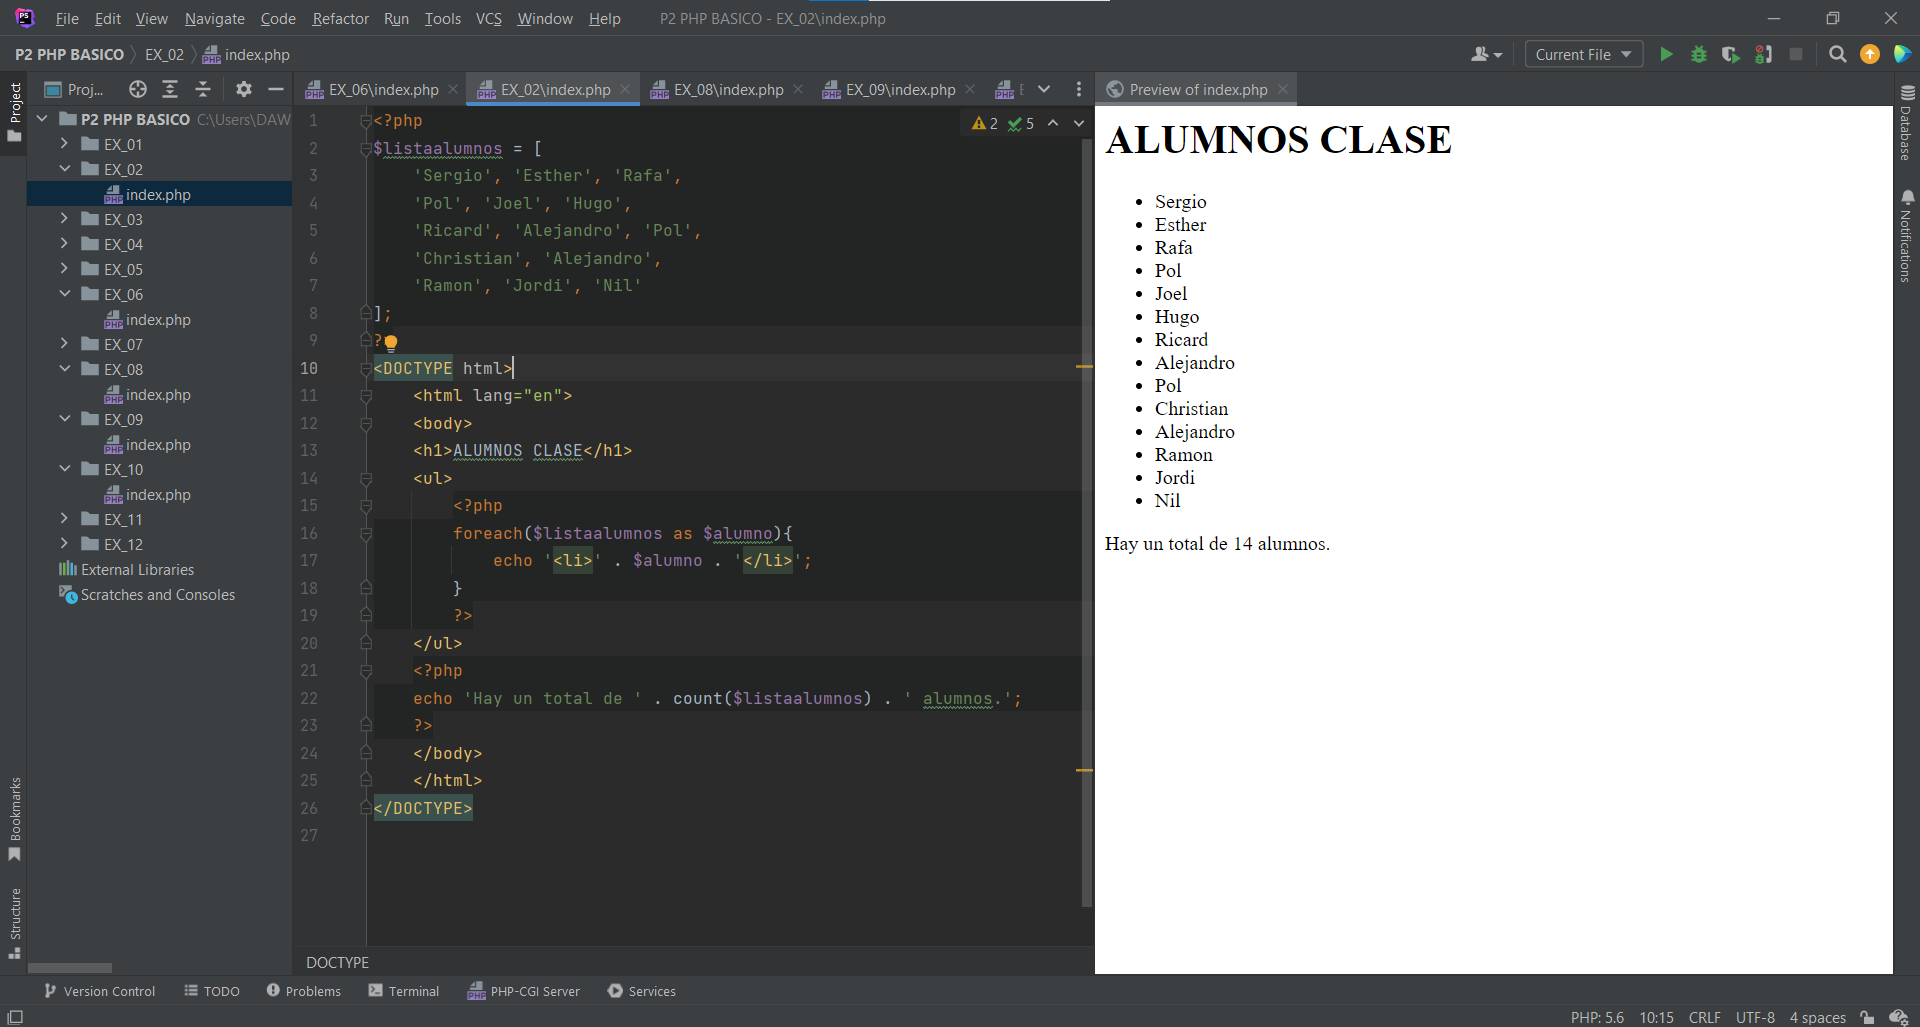 File Edit View Navigate Code Refactor Run Tools VCS Window Help P2 PHP BASICO - EX_02\index.php
P2 PHP BASICO EX_02 index.php
Current File
Project
Proj...
EX_06\index.php
EX_02\index.php
EX_08\index.php
EX_09\index.php
Preview of index.php
P2 PHP BASICO C:\Users\DAW
EX_01
EX_02
index.php
EX_03
EX_04
EX_05
EX_06
index.php
EX_07
EX_08
index.php
EX_09
index.php
EX_10
index.php
EX_11
EX_12
External Libraries
Scratches and Consoles
2 5
1 <?php
2 $listaalumnos = [
3 'Sergio', 'Esther', 'Rafa',
4 'Pol', 'Joel', 'Hugo',
5 'Ricard', 'Alejandro', 'Pol',
6 'Christian', 'Alejandro',
7 'Ramon', 'Jordi', 'Nil'
8 ];
9 ?
10 <DOCTYPE html>
11 <html lang="en">
12 <body>
13 <h1>ALUMNOS CLASE</h1>
14 <ul>
15 <?php
16 foreach($listaalumnos as $alumno){
17 echo '<li>' . $alumno . '</li>';
18 }
19 ?>
20 </ul>
21 <?php
22 echo 'Hay un total de ' . count($listaalumnos) . ' alumnos.';
23 ?>
24 </body>
25 </html>
26 </DOCTYPE>
27
DOCTYPE
ALUMNOS CLASE
• Sergio
• Esther
• Rafa
• Pol
• Joel
• Hugo
• Ricard
• Alejandro
• Pol
• Christian
• Alejandro
• Ramon
• Jordi
• Nil
Hay un total de 14 alumnos.
Database
Notifications
Bookmarks
Structure
Version Control TODO Problems Terminal PHP-CGI Server Services
PHP: 5.6 10:15 CRLF UTF-8 4 spaces